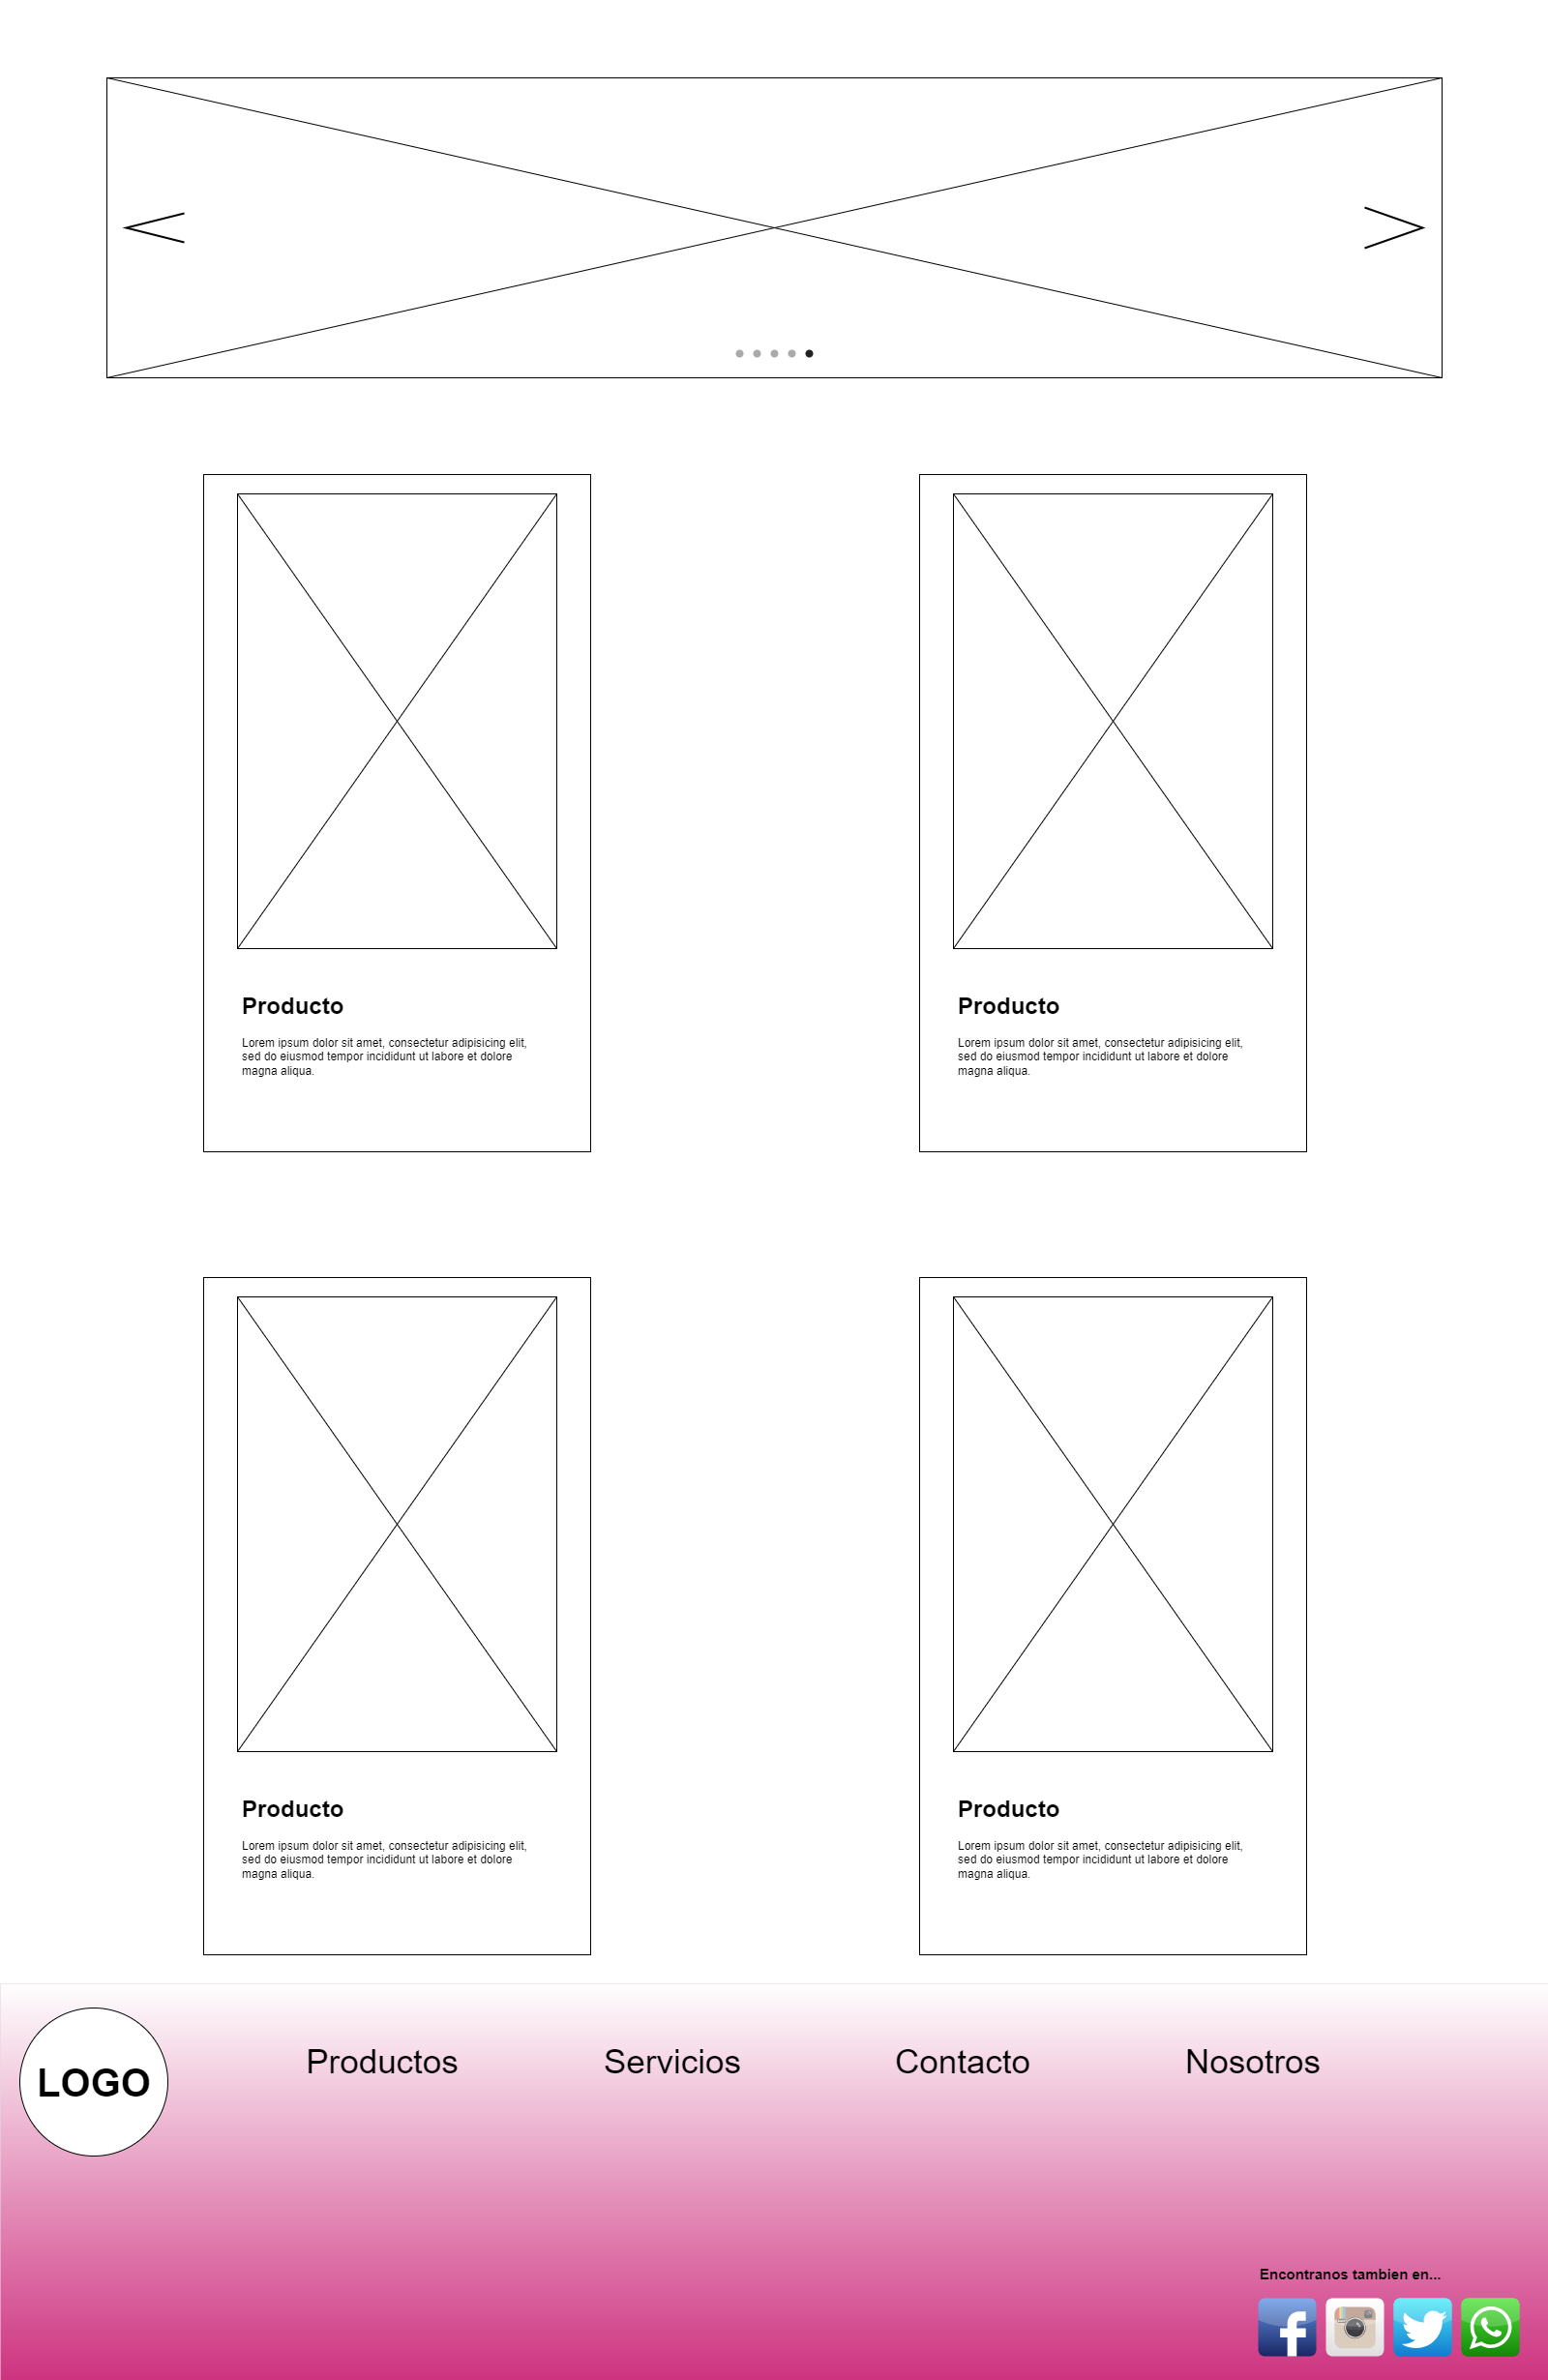 Producto
Lorem ipsum dolor sit amet, consectetur adipisicing elit,
sed do eiusmod tempor incididunt ut labore et dolore
magna aliqua.
Producto
Lorem ipsum dolor sit amet, consectetur adipisicing elit,
sed do eiusmod tempor incididunt ut labore et dolore
magna aliqua.
Producto
Lorem ipsum dolor sit amet, consectetur adipisicing elit,
sed do eiusmod tempor incididunt ut labore et dolore
magna aliqua.
Producto
Lorem ipsum dolor sit amet, consectetur adipisicing elit,
sed do eiusmod tempor incididunt ut labore et dolore
magna aliqua.
LOGO
Productos
Servicios
Contacto
Nosotros
Encontranos tambien en...